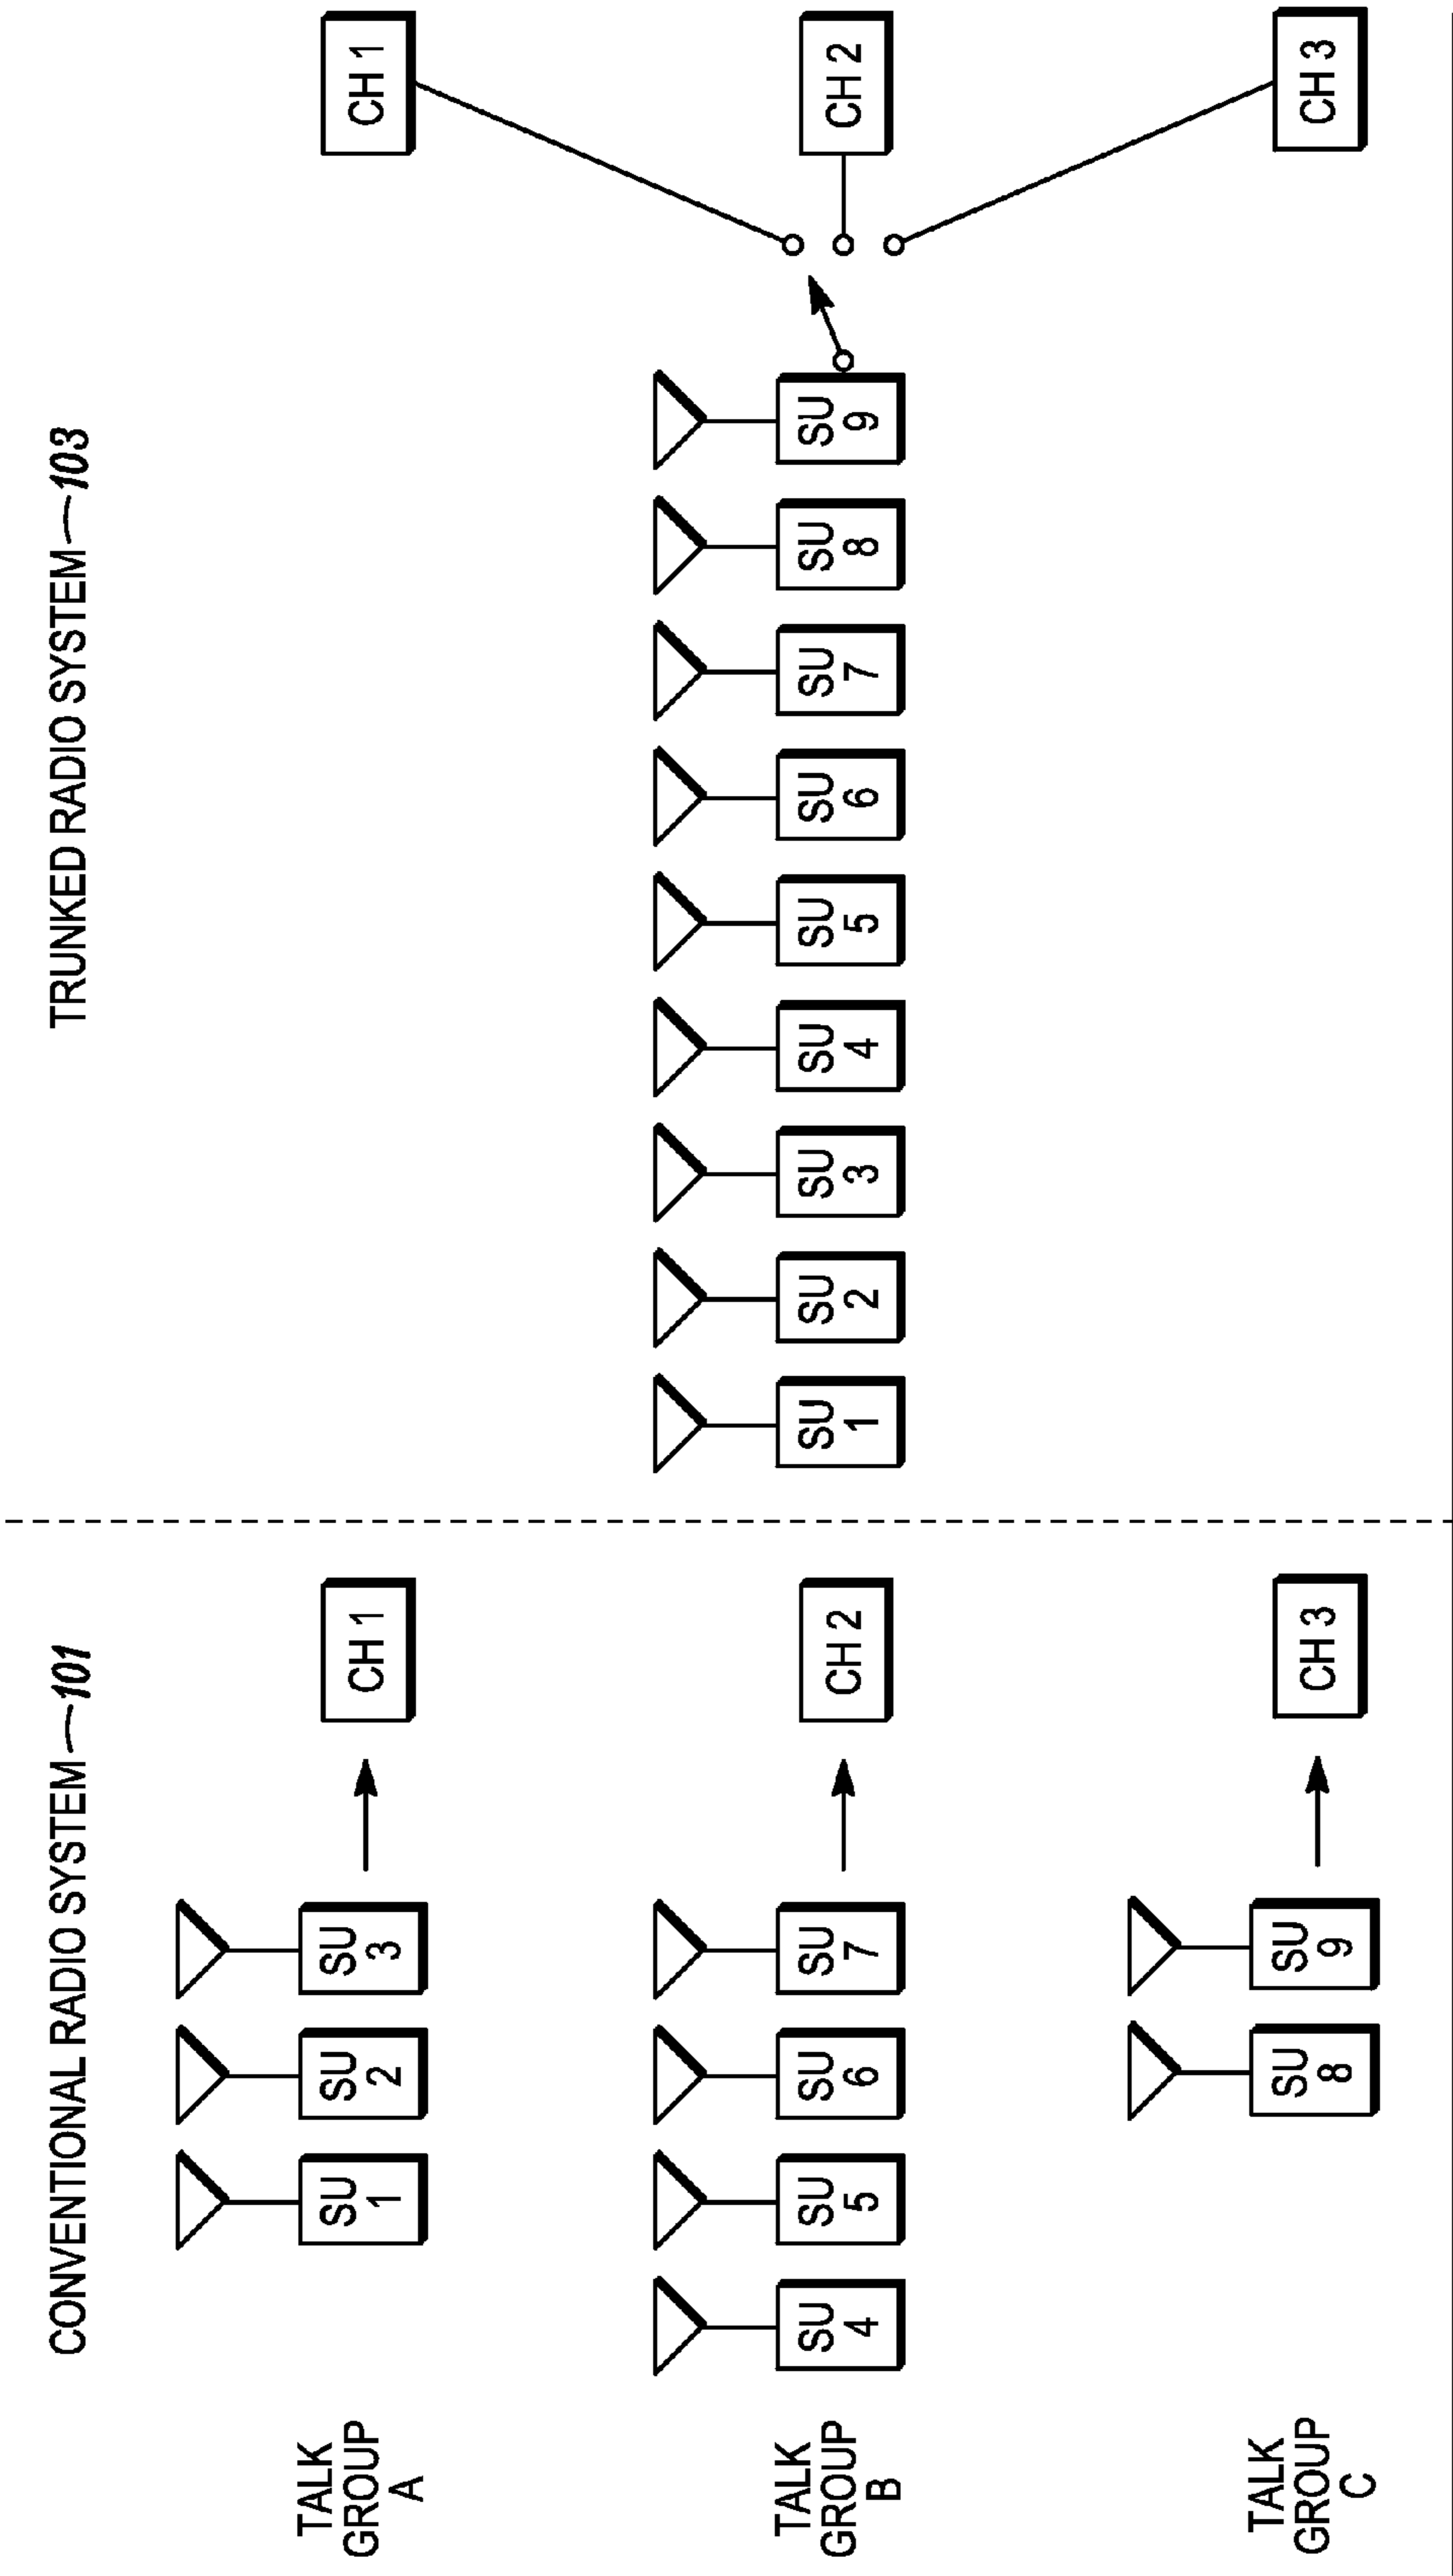 CONVENTIONAL RADIO SYSTEM 101
TALK
GROUP
A
SU
1
SU
2
SU
3
CH 1
TALK
GROUP
B
SU
4
SU
5
SU
6
SU
7
CH 2
TALK
GROUP
C
SU
8
SU
9
CH 3
TRUNKED RADIO SYSTEM 103
SU
1
SU
2
SU
3
SU
4
SU
5
SU
6
SU
7
SU
8
SU
9
CH 1
CH 2
CH 3